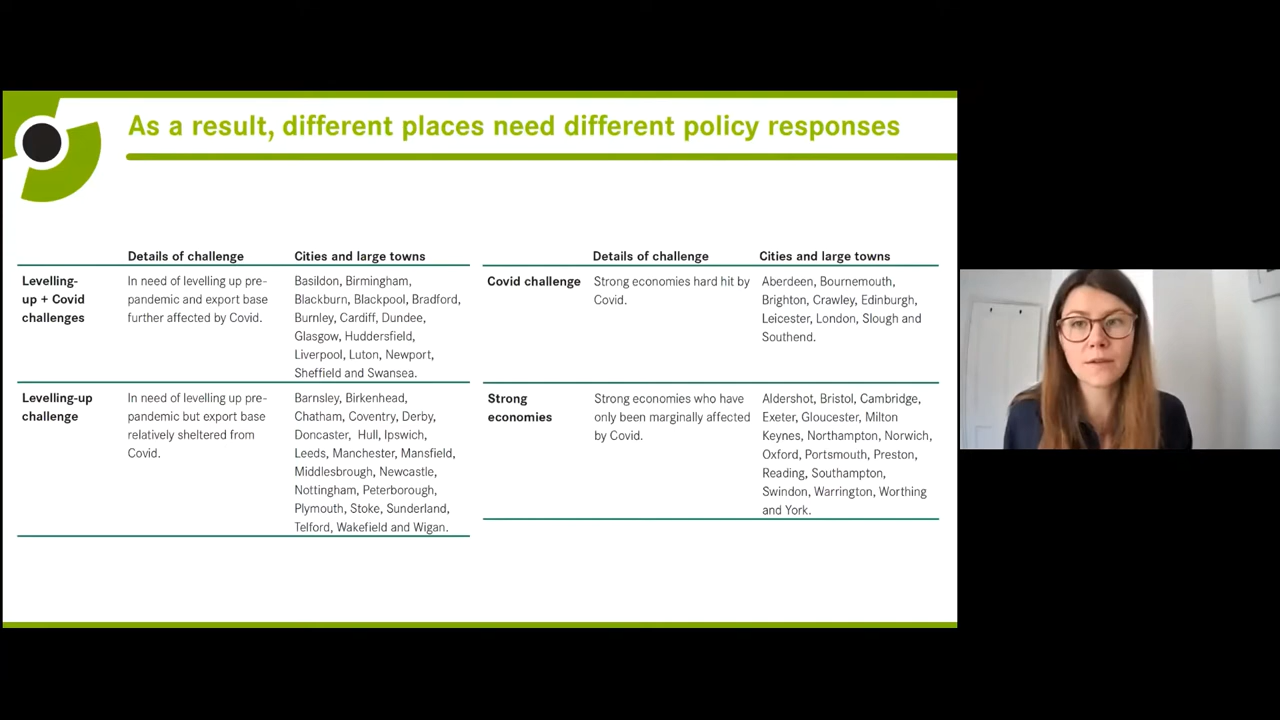 As a result, different places need different policy responses
Details of challenge
Cities and large towns
Levelling-
up + Covid
challenges
In need of levelling up pre-
pandemic and export base
further affected by Covid.
Basildon, Birmingham,
Blackburn, Blackpool, Bradford,
Burnley, Cardiff, Dundee,
Glasgow, Huddersfield,
Liverpool, Luton, Newport,
Sheffield and Swansea.
Levelling-up
challenge
In need of levelling up pre-
pandemic but export base
relatively sheltered from
Covid.
Barnsley, Birkenhead,
Chatham, Coventry, Derby,
Doncaster, Hull, Ipswich,
Leeds, Manchester, Mansfield,
Middlesbrough, Newcastle,
Nottingham, Peterborough,
Plymouth, Stoke, Sunderland,
Telford, Wakefield and Wigan.
Details of challenge
Cities and large towns
Covid challenge
Strong economies hard hit by
Covid.
Aberdeen, Bournemouth,
Brighton, Crawley, Edinburgh,
Leicester, London, Slough and
Southend.
Strong
economies
Strong economies who have
only been marginally affected
by Covid.
Aldershot, Bristol, Cambridge,
Exeter, Gloucester, Milton
Keynes, Northampton, Norwich,
Oxford, Portsmouth, Preston,
Reading, Southampton,
Swindon, Warrington, Worthing
and York.